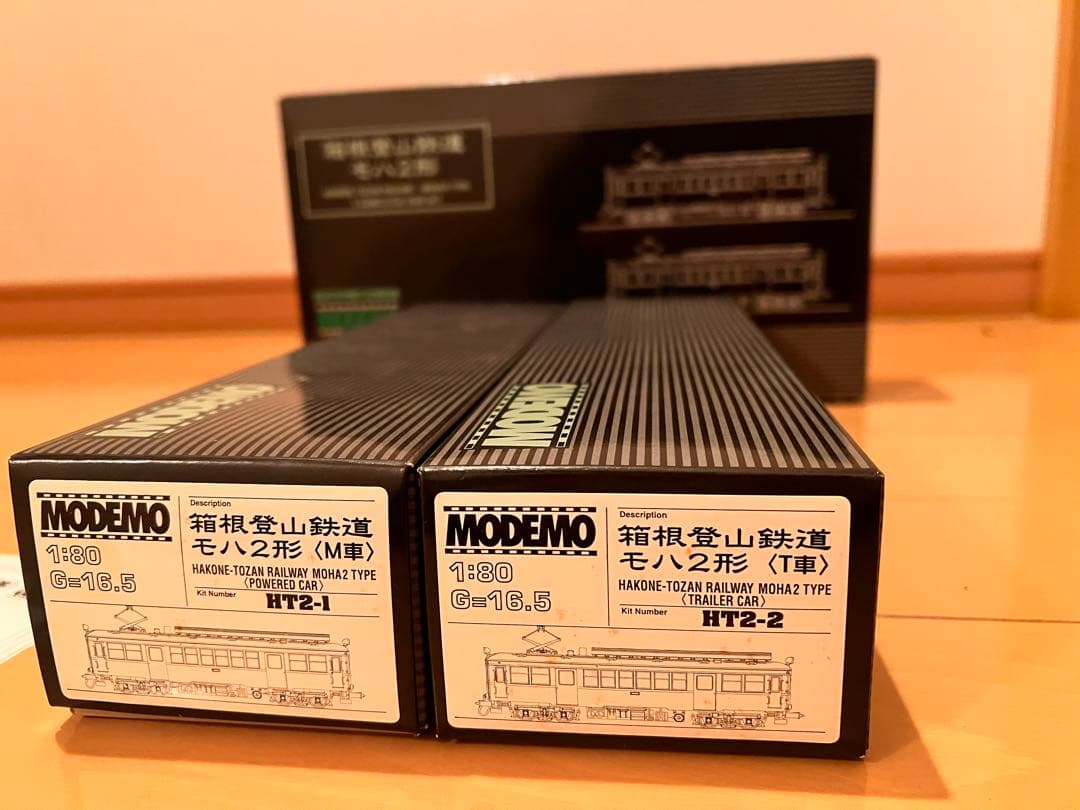 箱根登山鉄道
モハ2形
MODEMO
MODEMO
MODEMO
1:80
G=16.5
Description
箱根登山鉄道
モハ2形〈M車〉
HAKONE-TOZAN RAILWAY MOHA2 TYPE
〈POWERED CAR〉
Kit Number
HT2-1
MODEMO
1:80
G=16.5
Description
箱根登山鉄道
モハ2形〈T車〉
HAKONE-TOZAN RAILWAY MOHA2 TYPE
〈TRAILER CAR〉
Kit Number
HT2-2